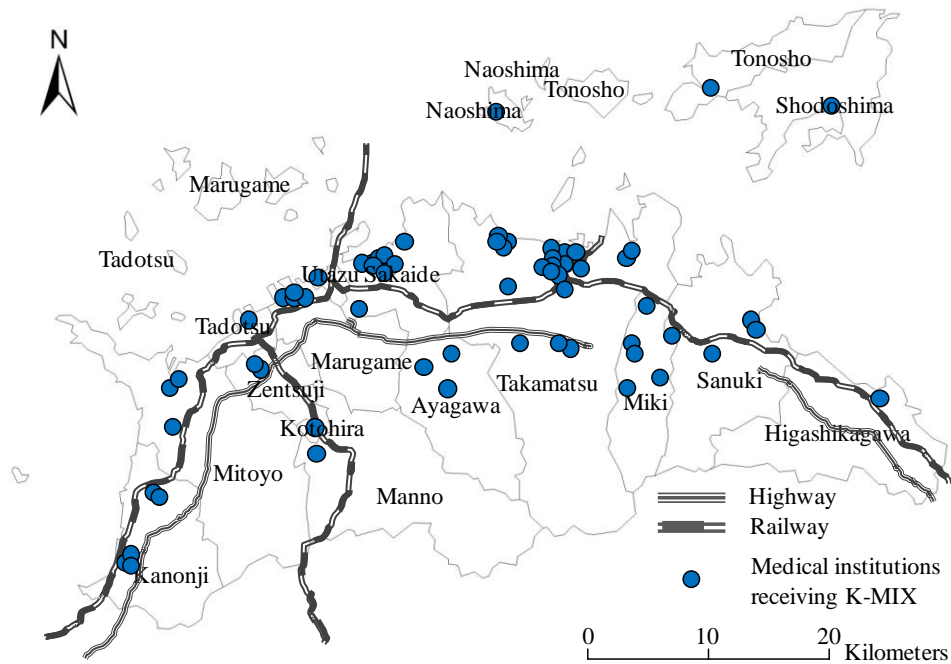 N
Tonosho
Naoshima
Tonosho
Naoshima
Shodoshima
Marugame
Tadotsu
Utazu Sakaide
Tadotsu
Marugame
Zentsuji
Takamatsu
Sanuki
Ayagawa
Miki
Kotohira
Higashikagawa
Mitoyo
Manno
Highway
Railway
Kanonji
Medical institutions
receiving K-MIX
0 10 20
Kilometers